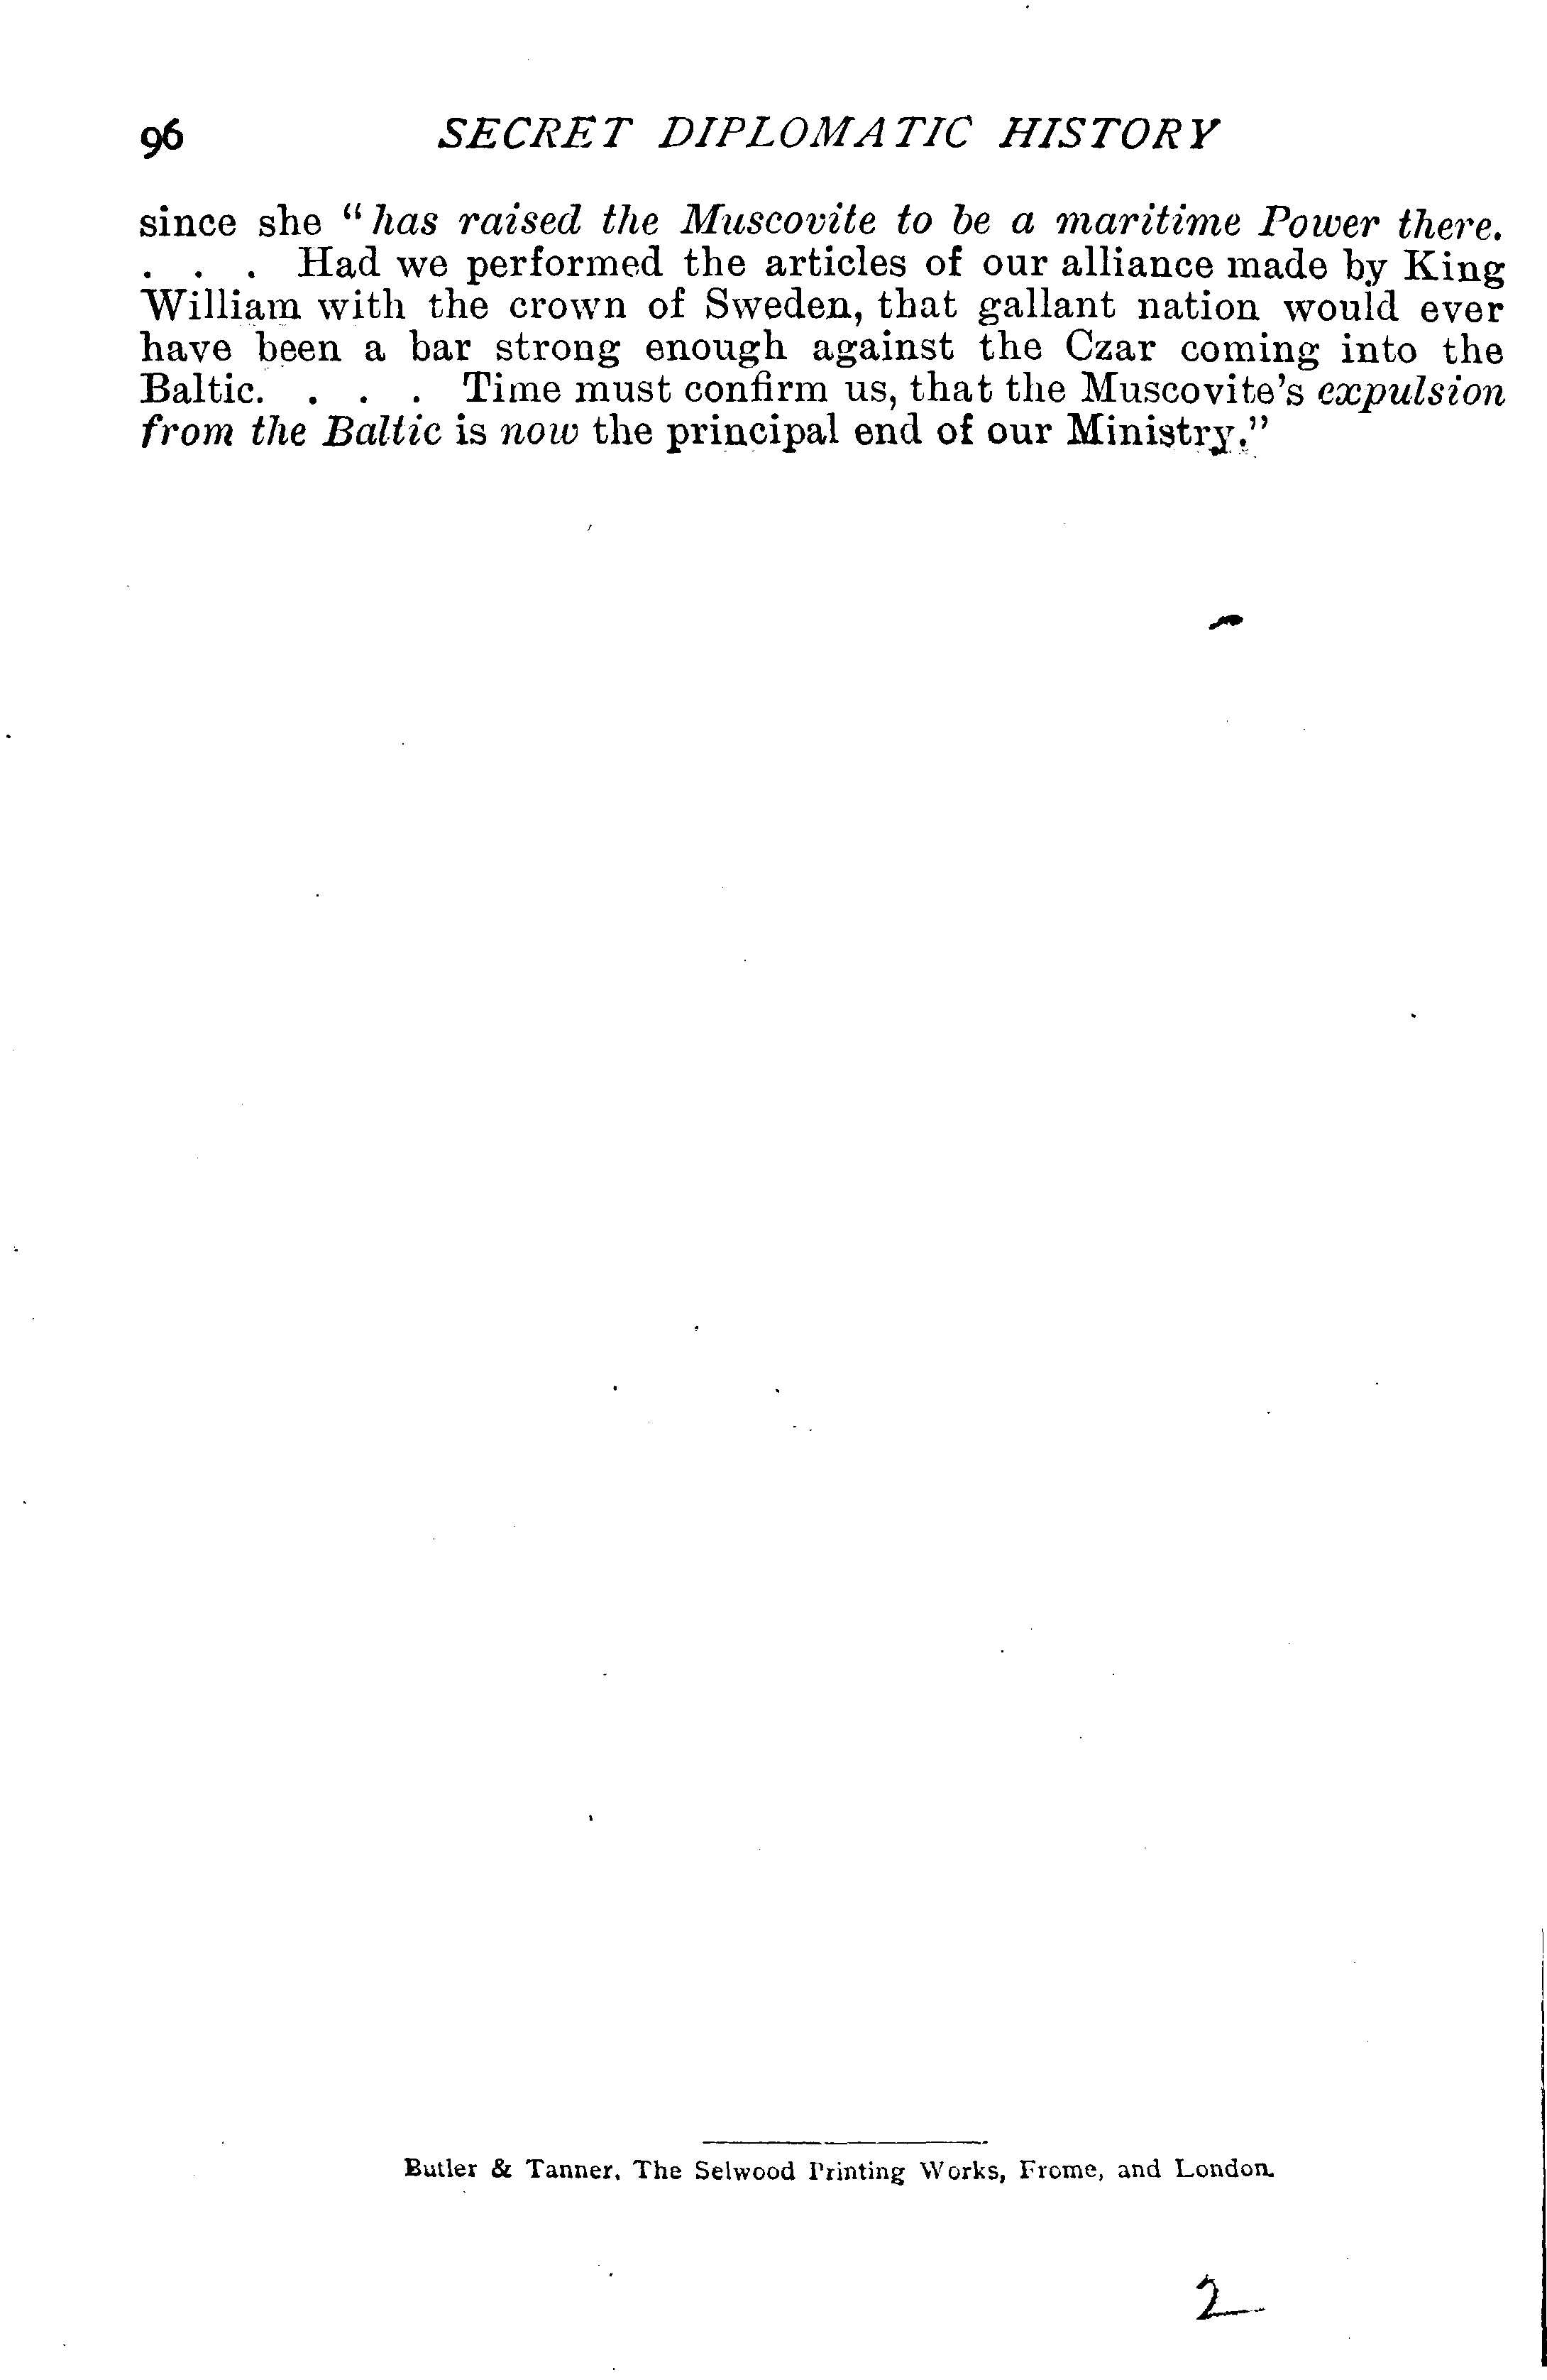 96 SECRET DIPLOMATIC HISTORY
since she "has raised the Muscovite to be a maritime Power there.
. . . Had we performed the articles of our alliance made by King
William with the crown of Sweden, that gallant nation would ever
have been a bar strong enough against the Czar coming into the
Baltic. . . . Time must confirm us, that the Muscovite's expulsion
from the Baltic is now the principal end of our Ministry."
Butler & Tanner, The Selwood Printing Works, Frome, and London.
2